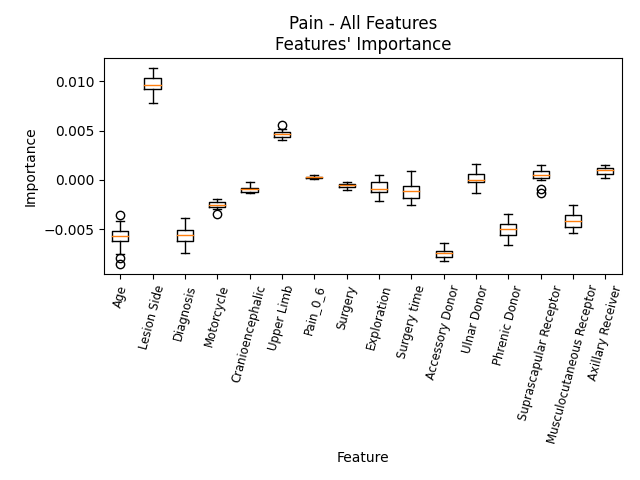 Pain - All Features
Features' Importance
Importance
0.010
0.005
0.000
−0.005
Age
Lesion Side
Diagnosis
Motorcycle
Cranioencephalic
Upper Limb
Pain_0_6
Surgery
Exploration
Surgery time
Accessory Donor
Ulnar Donor
Phrenic Donor
Suprascapular Receptor
Musculocutaneous Receptor
Axillary Receiver
Feature